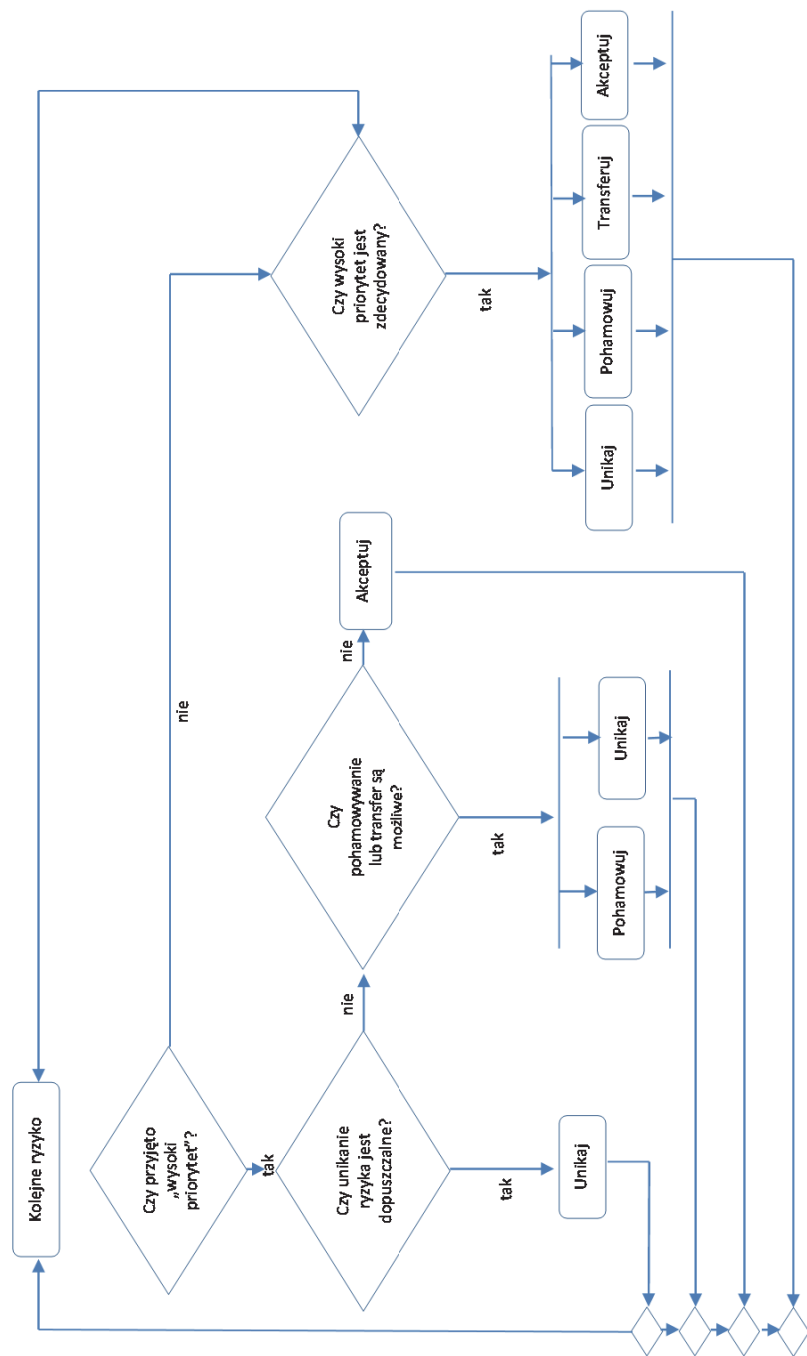 Kolejne ryzyko
Czy przyjęto
„wysoki
priorytet”?
nie
tak
Czy unikanie
ryzyka jest
dopuszczalne?
nie
tak
Unikaj
Czy
pohamowywanie
lub transfer są
możliwe?
nie
Akceptuj
tak
Pohamowuj
Unikaj
Czy wysoki
priorytet jest
zdecydowany?
tak
Unikaj
Pohamowuj
Transferuj
Akceptuj